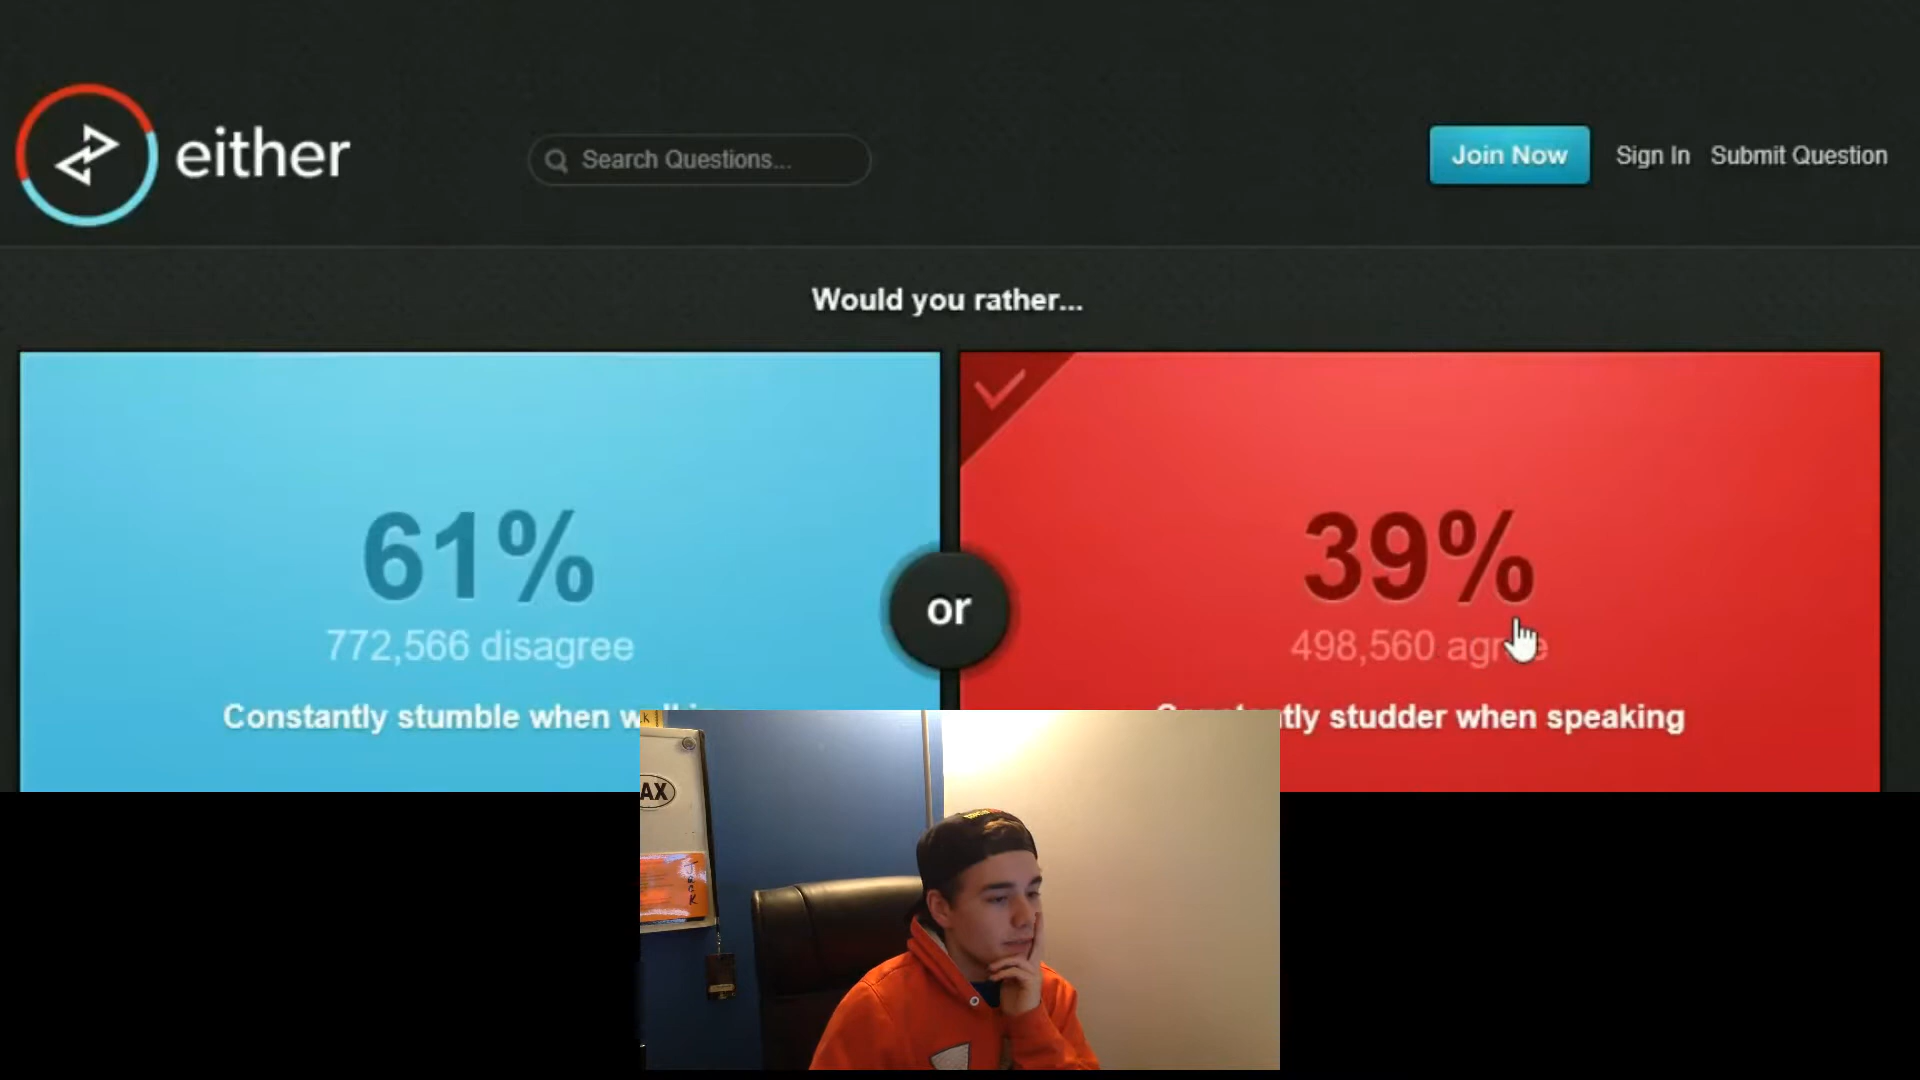 either
Search Questions...
Join Now
Sign In
Submit Question
Would you rather...
61%
772,566 disagree
Constantly stumble when
or
39%
498,560
studder when speaking
AX